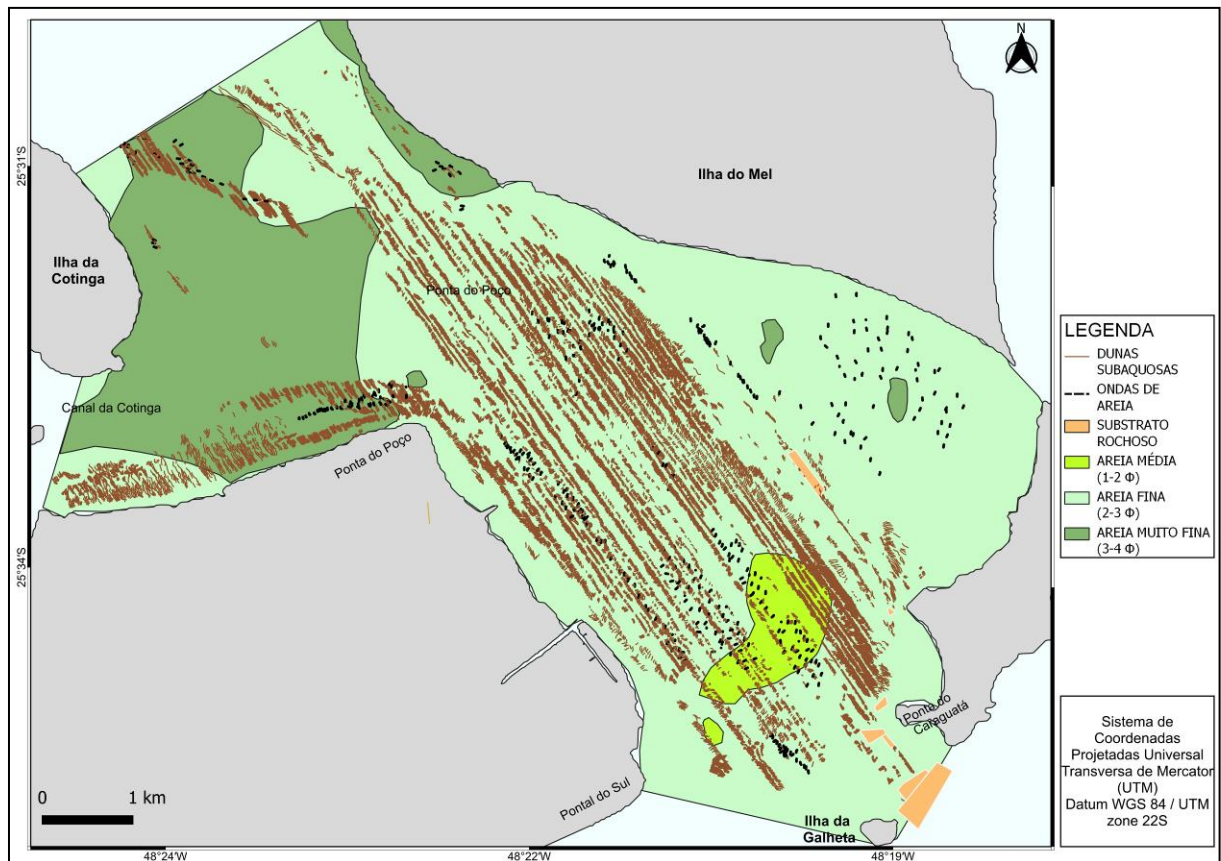 N
25°31'S
Ilha do Mel
Ilha da
Cotinga
Ponta do Poço
Canal da Cotinga
Ponta do Poço
25°34'S
Ponta do
Caraguatá
Pontal do Sul
Ilha da
Galheta
0 1 km
48°24'W
48°22'W
48°19'W
LEGENDA
DUNAS
SUBAQUOSAS
ONDAS DE
AREIA
SUBSTRATO
ROCHOSO
AREIA MÉDIA
(1-2 Φ)
AREIA FINA
(2-3 Φ)
AREIA MUITO FINA
(3-4 Φ)
Sistema de
Coordenadas
Projetadas Universal
Transversa de Mercator
(UTM)
Datum WGS 84 / UTM
zone 22S